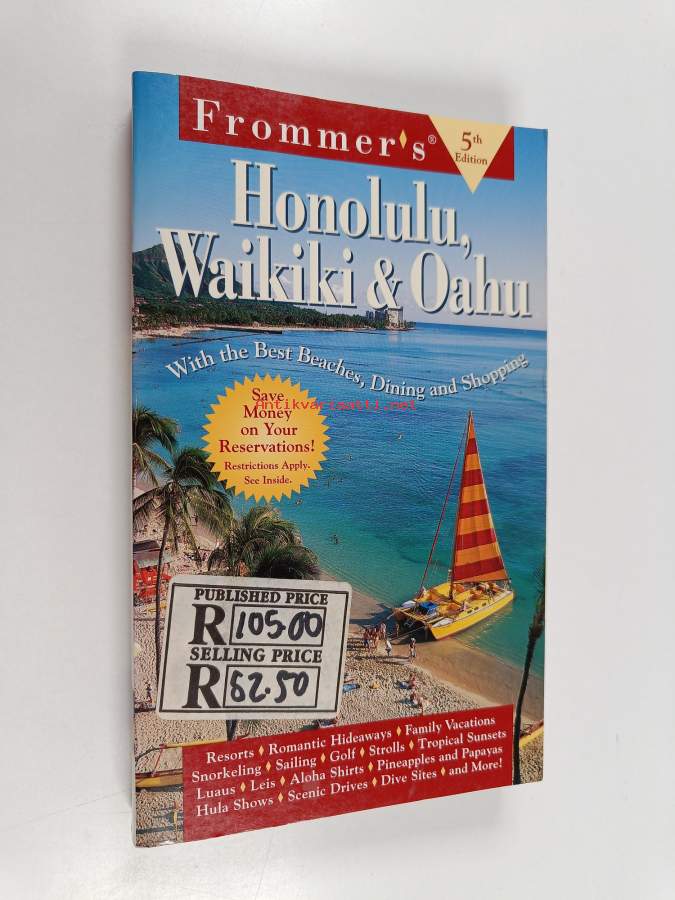 Frommer's®
5th
Edition
Honolulu,
Waikiki & Oahu
With the Best Beaches, Dining and Shopping
Save
Money
on Your
Reservations!
Restrictions Apply.
See Inside.
Antikvariaatti.net
PUBLISHED PRICE
R 105.00
SELLING PRICE
R 82.50
Resorts ♦ Romantic Hideaways ♦ Family Vacations
Snorkeling ♦ Sailing ♦ Golf ♦ Strolls ♦ Tropical Sunsets
Luaus ♦ Leis ♦ Aloha Shirts ♦ Pineapples and Papayas
Hula Shows ♦ Scenic Drives ♦ Dive Sites ♦ and More!